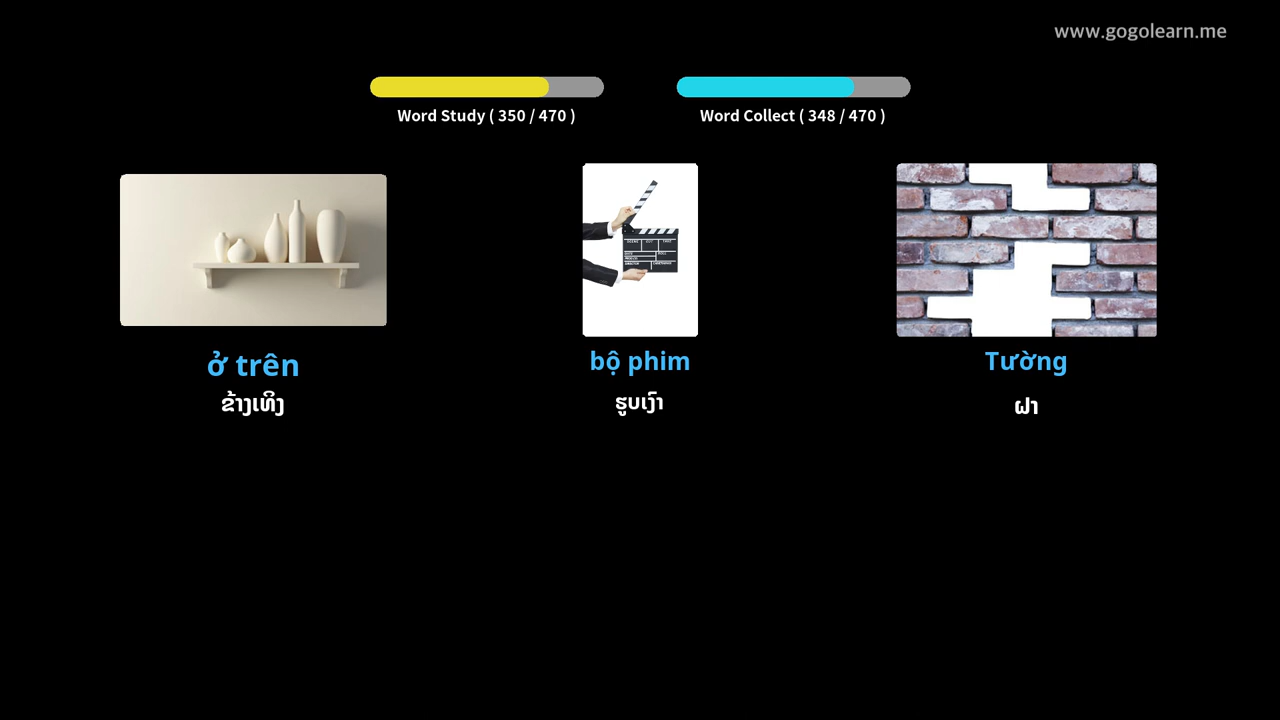 www.gogolearn.me
Word Study ( 350 / 470 )
Word Collect ( 348 / 470 )
ở trên
bộ phim
Tường
ຂ້າງເທິງ
ຮູບເງົາ
ຝາ